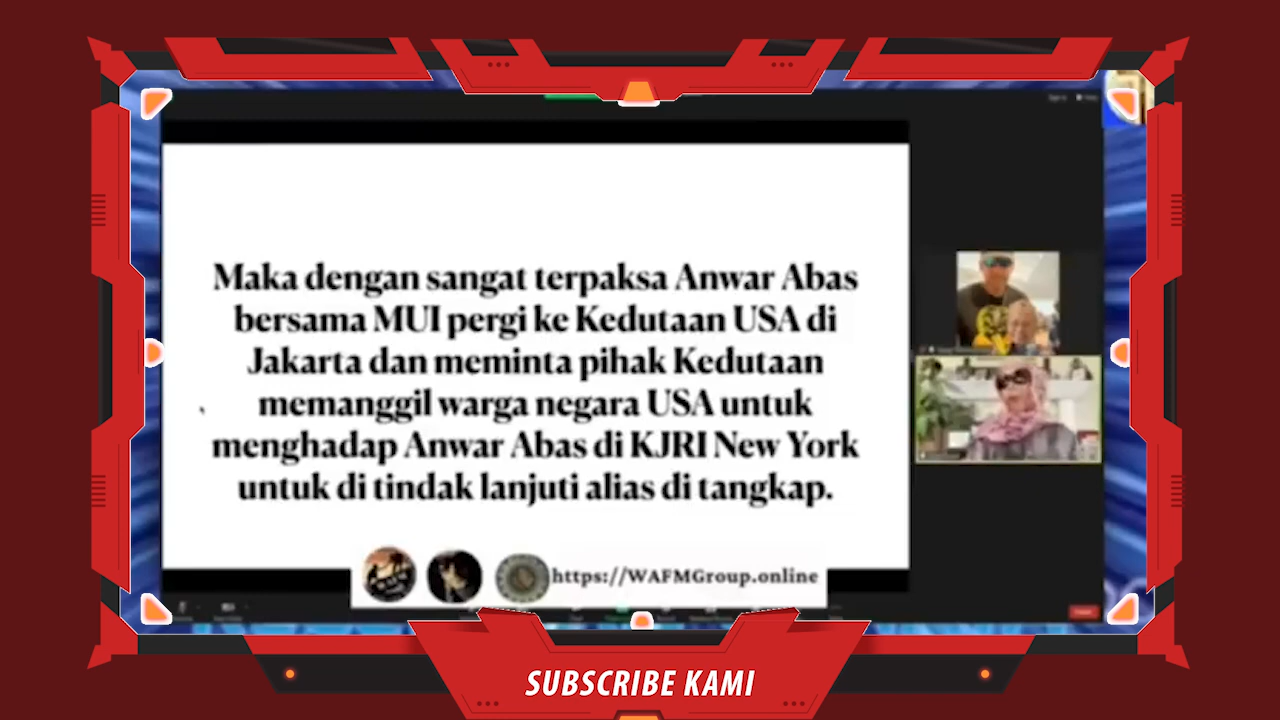 Maka dengan sangat terpaksa Anwar Abas
bersama MUI pergi ke Kedutaan USA di
Jakarta dan meminta pihak Kedutaan
memanggil warga negara USA untuk
menghadap Anwar Abas di KJRI New York
untuk di tindak lanjuti alias di tangkap.
https://WAFMGroup.online
SUBSCRIBE KAMI